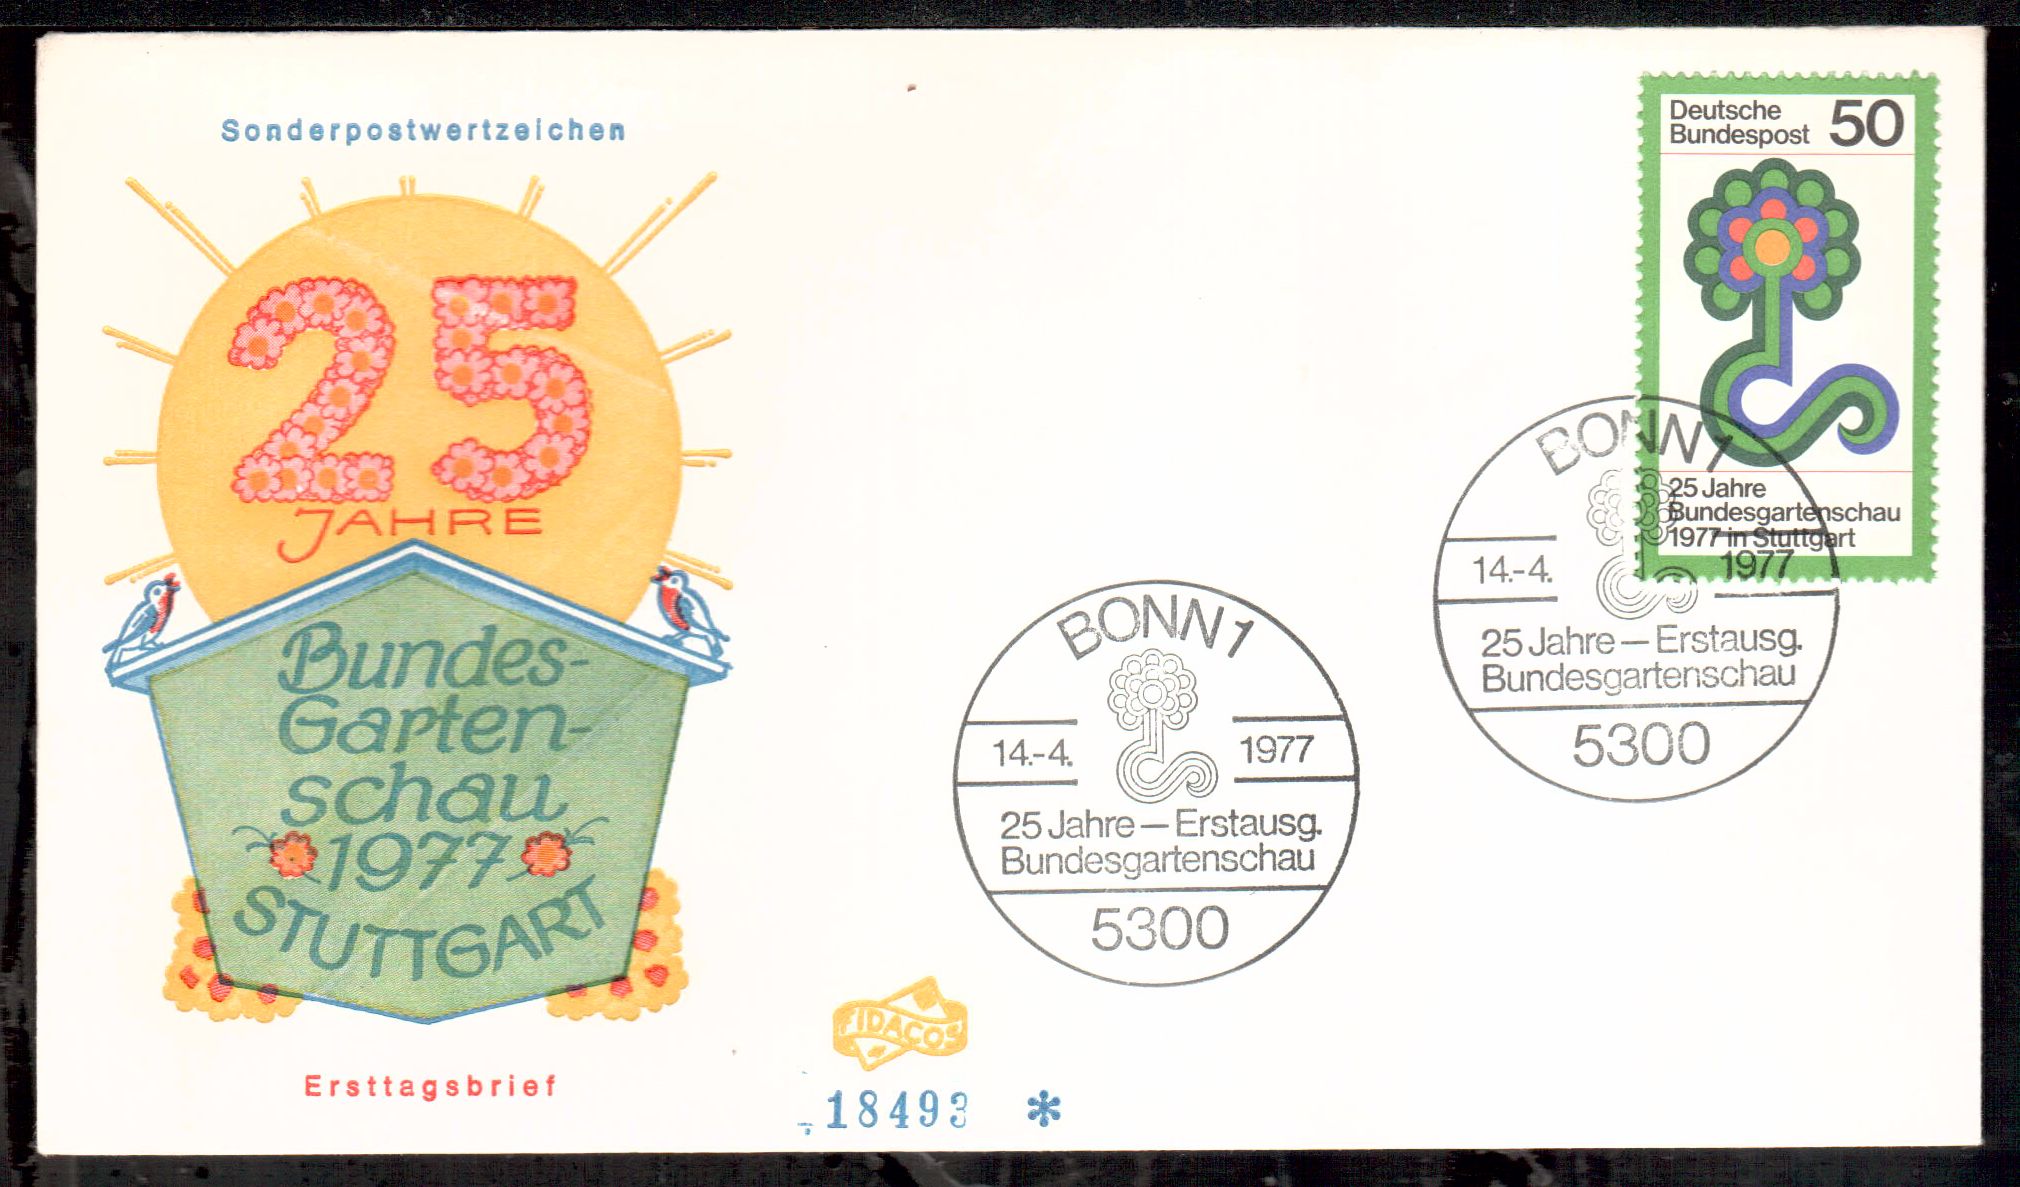 Sonderpostwertzeichen
25
JAHRE
Bundes-
Garten-
schau
1977
STUTTGART
Ersttagsbrief
FIDACOS
18493 *
BONN 1
14.-4. 1977
25 Jahre — Erstausg.
Bundesgartenschau
5300
Deutsche
Bundespost 50
25 Jahre
Bundesgartenschau
1977 in Stuttgart
BONN 1
14.-4. 1977
25 Jahre — Erstausg.
Bundesgartenschau
5300